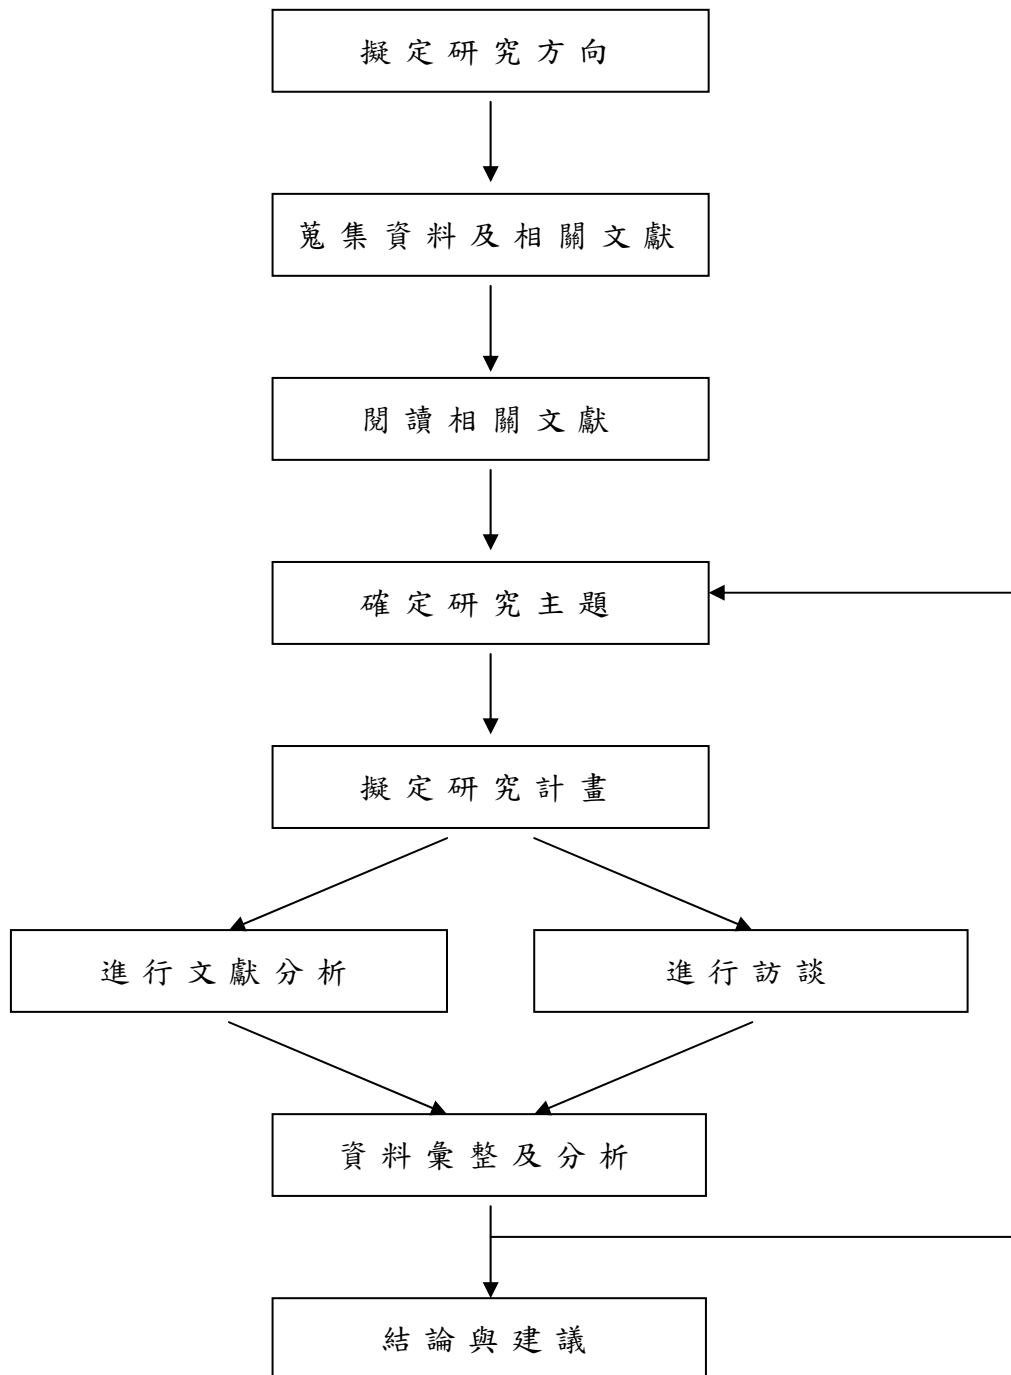 擬定研究方向
蒐集資料及相關文獻
閱讀相關文獻
確定研究主題
擬定研究計畫
進行文獻分析
進行訪談
資料彙整及分析
結論與建議